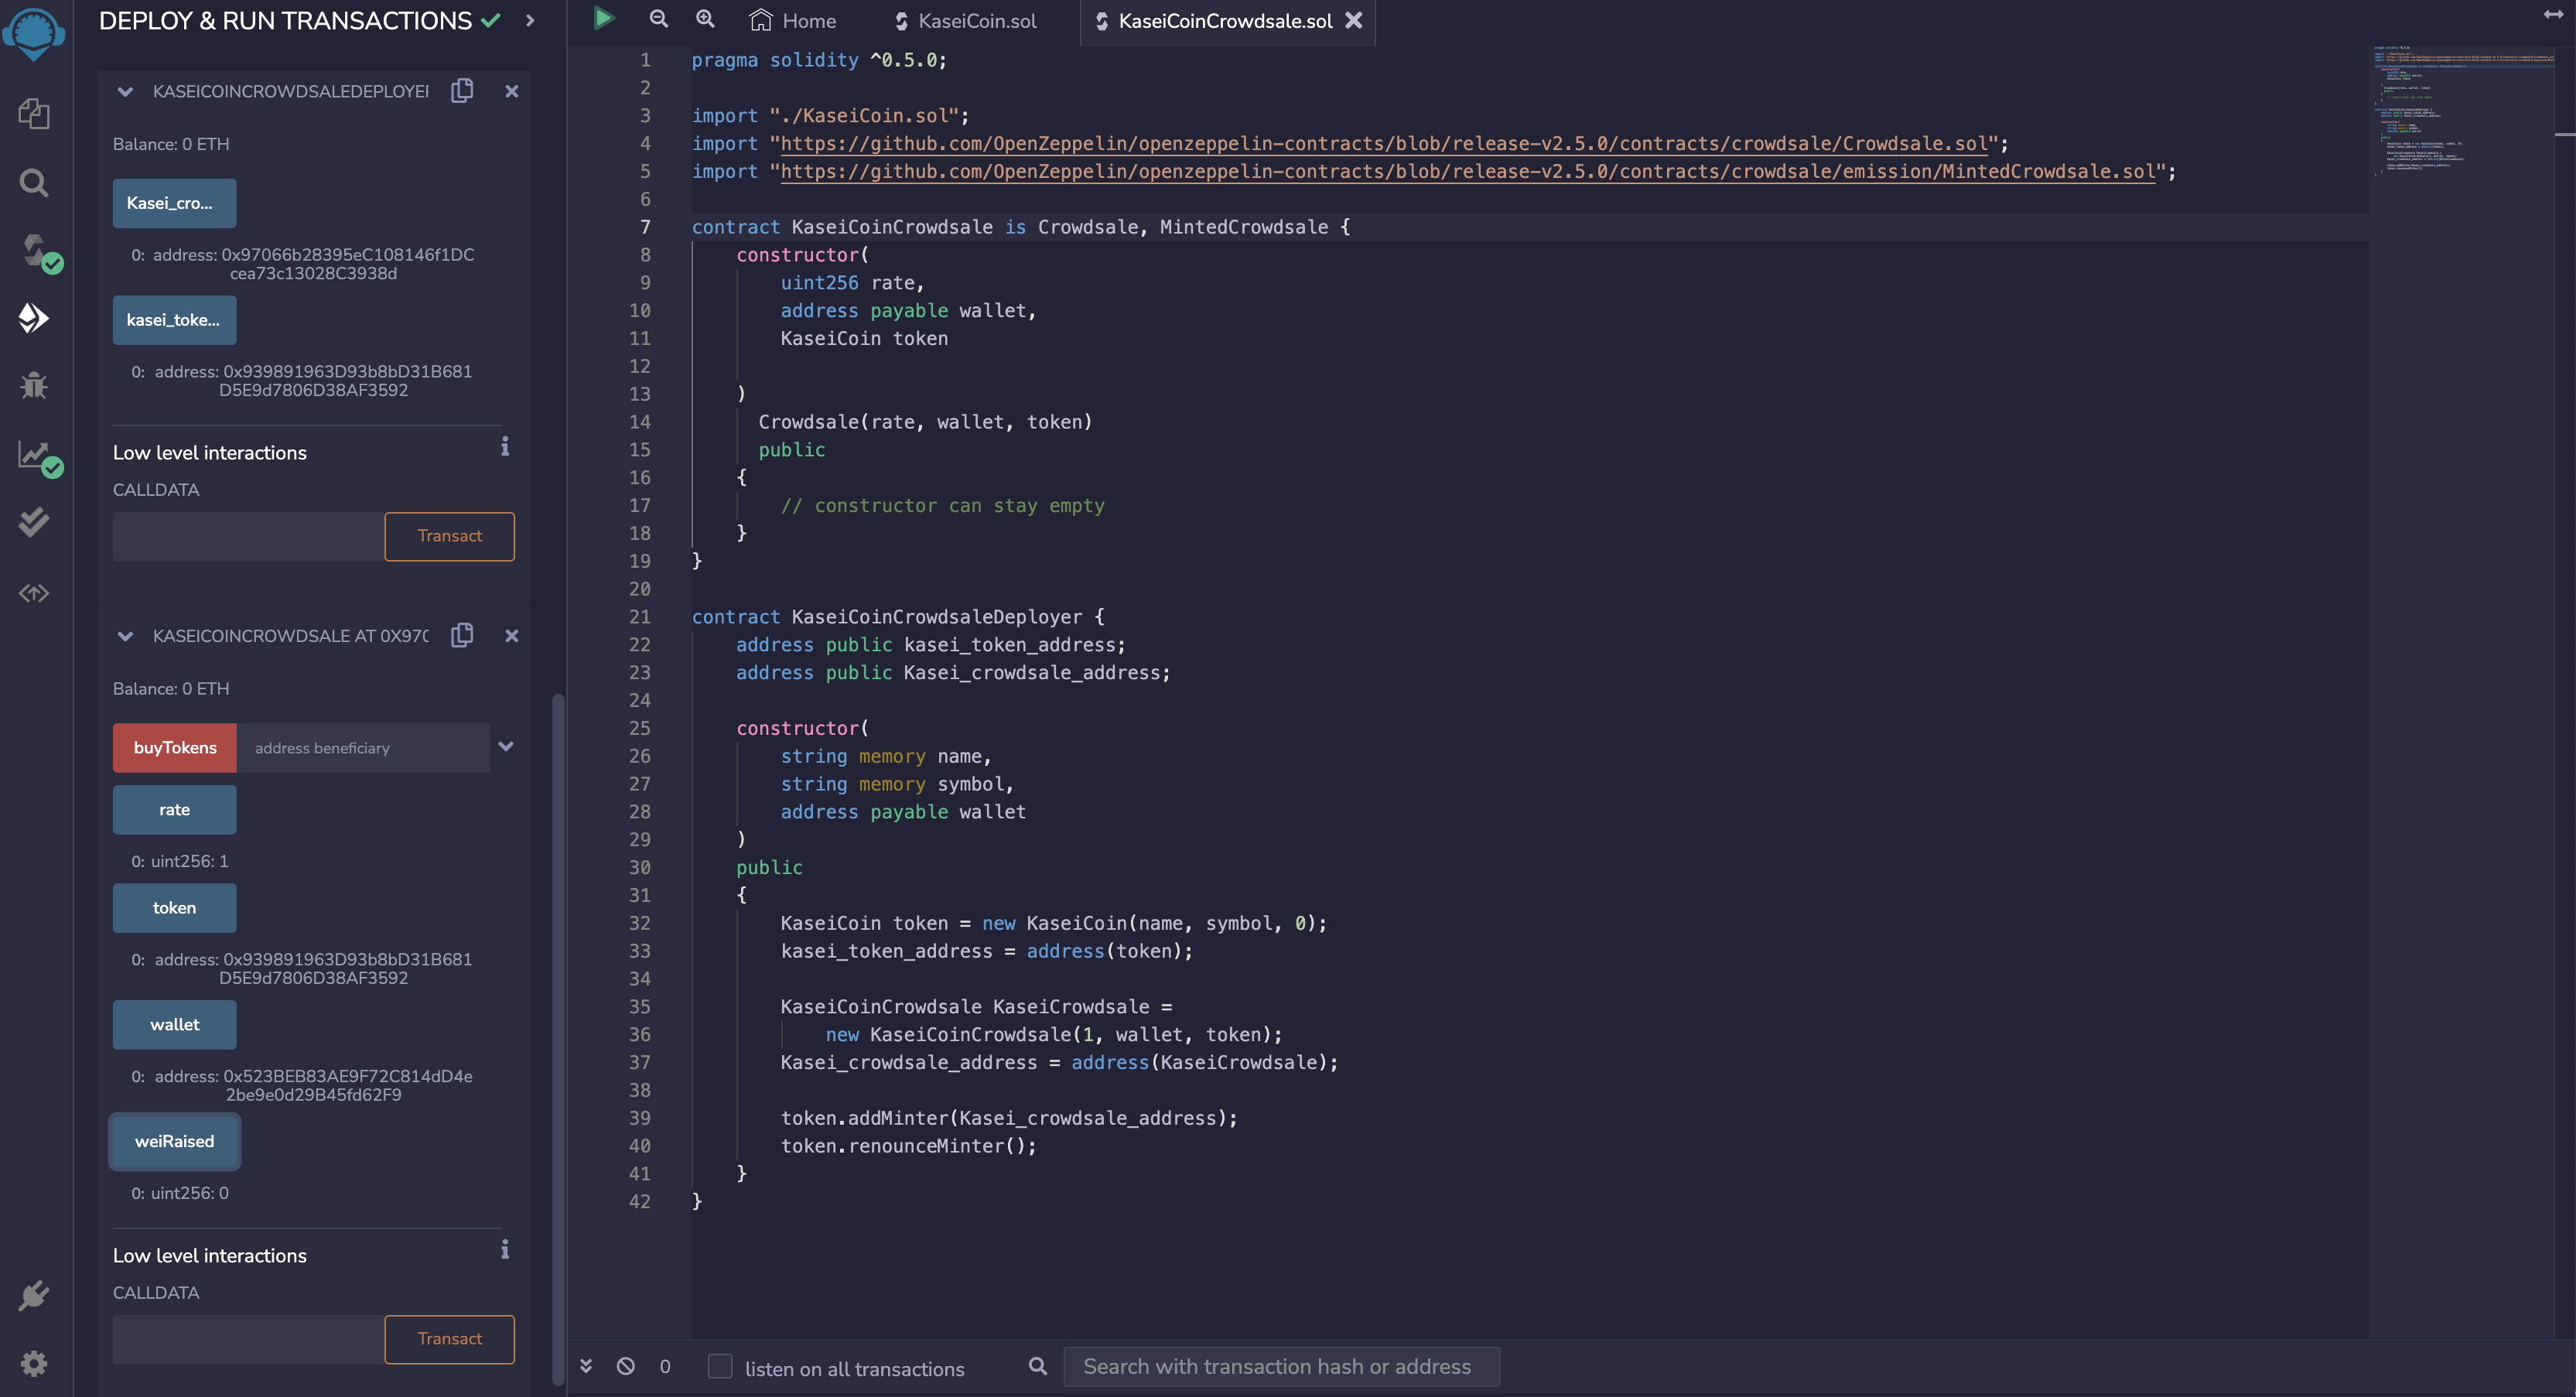 DEPLOY & RUN TRANSACTIONS
KASEICOINCROWDSALEDEPLOYER
Balance: 0 ETH
Kasei_cro...
0: address: 0x97066b28395eC108146f1DC
cea73c13028C3938d
kasei_toke...
0: address: 0x939891963D93b8bD31B681
D5E9d7806D38AF3592
Low level interactions
CALLDATA
Transact
KASEICOINCROWDSALE AT 0X970
Balance: 0 ETH
buyTokens address beneficiary
rate
0: uint256: 1
token
0: address: 0x939891963D93b8bD31B681
D5E9d7806D38AF3592
wallet
0: address: 0x523BEB83AE9F72C814dD4e
2be9e0d29B45fd62F9
weiRaised
0: uint256: 0
Low level interactions
CALLDATA
Transact
Home KaseiCoin.sol KaseiCoinCrowdsale.sol
1 pragma solidity ^0.5.0;
2
3 import "./KaseiCoin.sol";
4 import "https://github.com/OpenZeppelin/openzeppelin-contracts/blob/release-v2.5.0/contracts/crowdsale/Crowdsale.sol";
5 import "https://github.com/OpenZeppelin/openzeppelin-contracts/blob/release-v2.5.0/contracts/crowdsale/emission/MintedCrowdsale.sol";
6
7 contract KaseiCoinCrowdsale is Crowdsale, MintedCrowdsale {
8 constructor(
9 uint256 rate,
10 address payable wallet,
11 KaseiCoin token
12
13 )
14 Crowdsale(rate, wallet, token)
15 public
16 {
17 // constructor can stay empty
18 }
19 }
20
21 contract KaseiCoinCrowdsaleDeployer {
22 address public kasei_token_address;
23 address public Kasei_crowdsale_address;
24
25 constructor(
26 string memory name,
27 string memory symbol,
28 address payable wallet
29 )
30 public
31 {
32 KaseiCoin token = new KaseiCoin(name, symbol, 0);
33 kasei_token_address = address(token);
34
35 KaseiCoinCrowdsale KaseiCrowdsale =
36 new KaseiCoinCrowdsale(1, wallet, token);
37 Kasei_crowdsale_address = address(KaseiCrowdsale);
38
39 token.addMinter(Kasei_crowdsale_address);
40 token.renounceMinter();
41 }
42 }
0 listen on all transactions Search with transaction hash or address